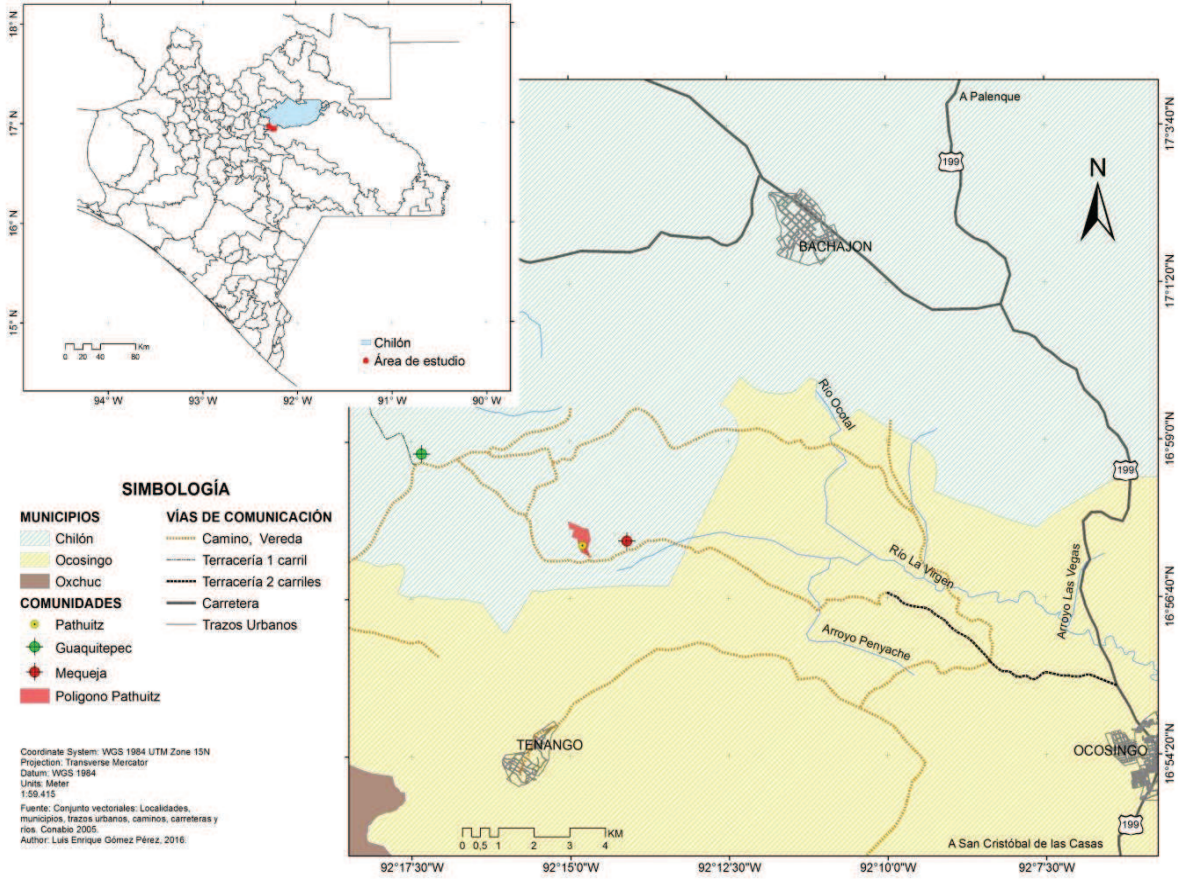 18° N
17° N
16° N
15° N
94° W
93° W
92° W
91° W
90° W
0 20 40 80 Km
Chilón
Área de estudio
A Palenque
199
N
BACHAJON
17°3'40"N
17°1'20"N
16°59'0"N
16°56'40"N
16°54'20"N
Río Ocotal
199
Río La Virgen
Arroyo Las Vegas
Arroyo Penyache
TENANGO
OCOSINGO
199
A San Cristóbal de las Casas
0 0,5 1 2 3 4 KM
92°17'30"W
92°15'0"W
92°12'30"W
92°10'0"W
92°7'30"W
SIMBOLOGÍA
MUNICIPIOS
Chilón
Ocosingo
Oxchuc
COMUNIDADES
Pathuitz
Guaquitepec
Mequeja
Poligono Pathuitz
VÍAS DE COMUNICACIÓN
Camino, Vereda
Terracería 1 carril
Terracería 2 carriles
Carretera
Trazos Urbanos
Coordinate System: WGS 1984 UTM Zone 15N
Projection: Transverse Mercator
Datum: WGS 1984
Units: Meter
1:59.415
Fuente: Conjunto vectoriales: Localidades,
municipios, trazos urbanos, caminos, carreteras y
ríos. Conabio 2005.
Author: Luis Enrique Gómez Pérez, 2016